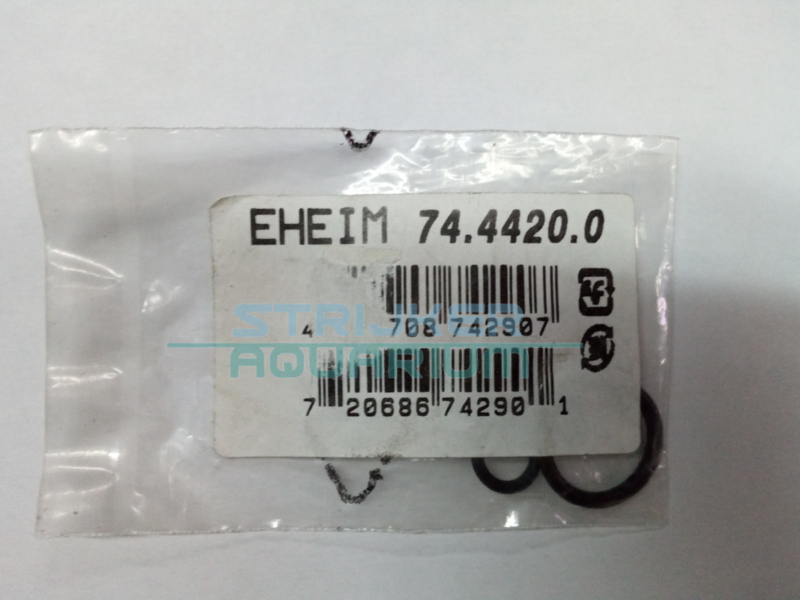 EHEIM 74.4420.0
4 708 742907
STRIJKER
AQUARIUM
7 20686 74290 1